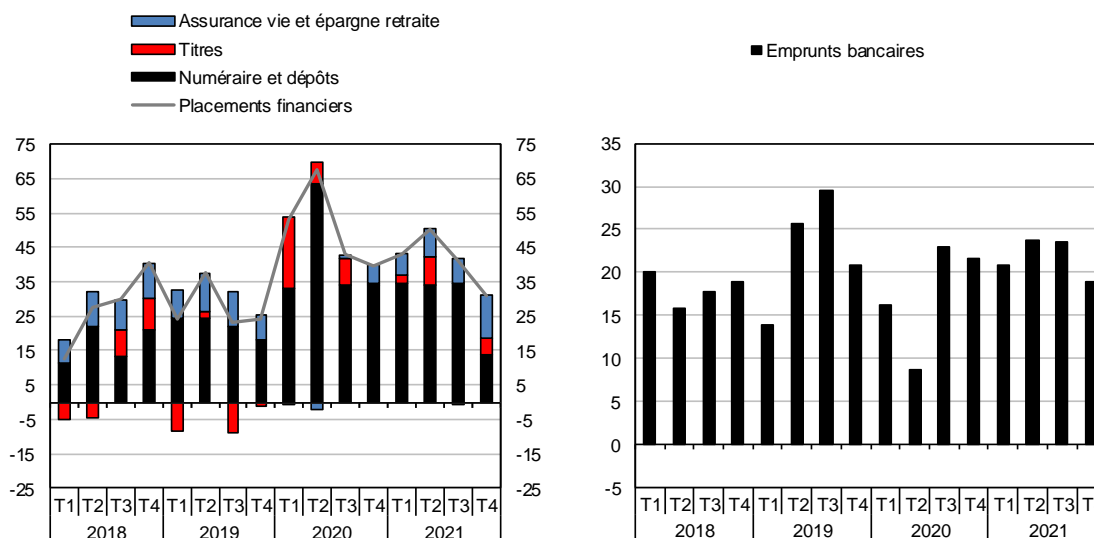 Assurance vie et épargne retraite
Titres
Numéraire et dépôts
Placements financiers
75 75
65 65
55 55
45 45
35 35
25 25
15 15
5 5
-5 -5
-15 -15
-25 -25
T1 T2 T3 T4 T1 T2 T3 T4 T1 T2 T3 T4 T1 T2 T3 T4
2018 2019 2020 2021
Emprunts bancaires
35
30
25
20
15
10
5
0
-5
T1 T2 T3 T4 T1 T2 T3 T4 T1 T2 T3 T4 T1 T2 T3 T
2018 2019 2020 2021